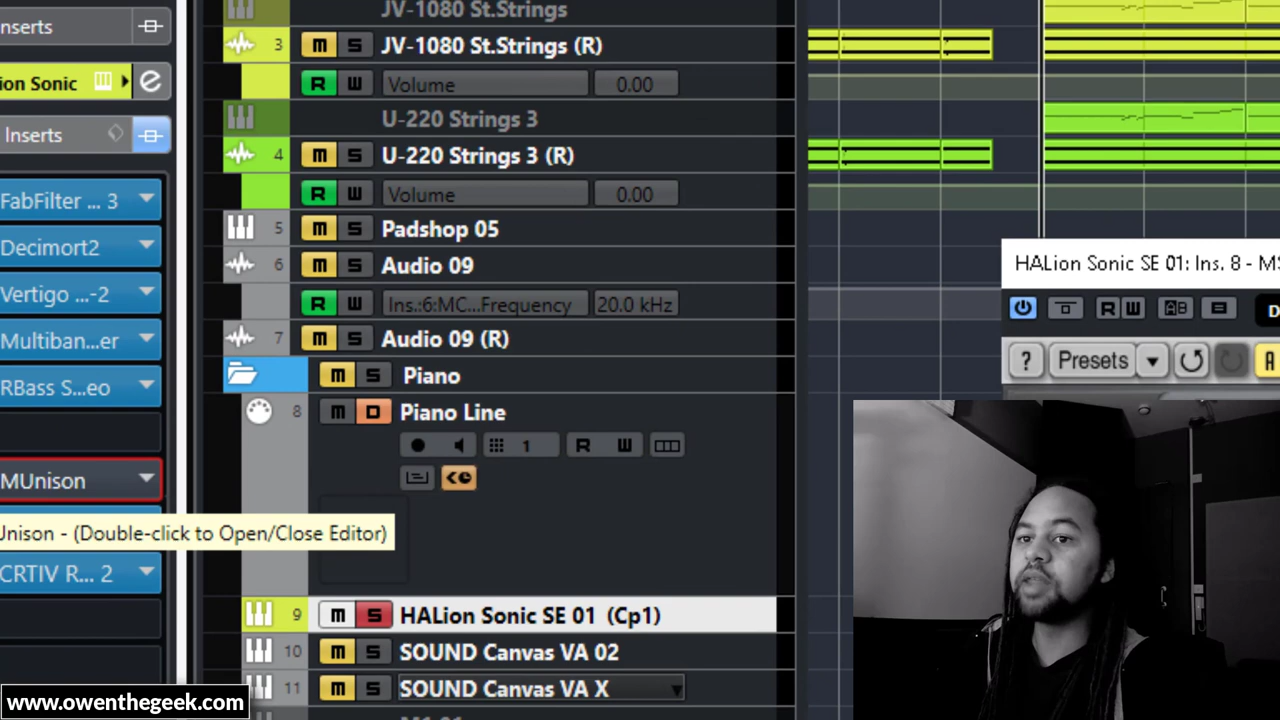 nserts
ion Sonic
Inserts
FabFilter ... 3
Decimort2
Vertigo ...-2
Multiban...er
RBass S...eo
MUnison
Unison - (Double-click to Open/Close Editor)
CRTIV R... 2
JV-1080 St.Strings
3 M S JV-1080 St.Strings (R)
R W Volume 0.00
U-220 Strings 3
4 M S U-220 Strings 3 (R)
R W Volume 0.00
5 M S Padshop 05
6 M S Audio 09
R W Ins.:6:MC...Frequency 20.0 kHz
7 M S Audio 09 (R)
M S Piano
8 M D Piano Line
1 R W
9 M S HALion Sonic SE 01 (Cp1)
10 M S SOUND Canvas VA 02
11 M S SOUND Canvas VA X
HALion Sonic SE 01: Ins. 8 - MS
R W AB
? Presets A
www.owenthegeek.com